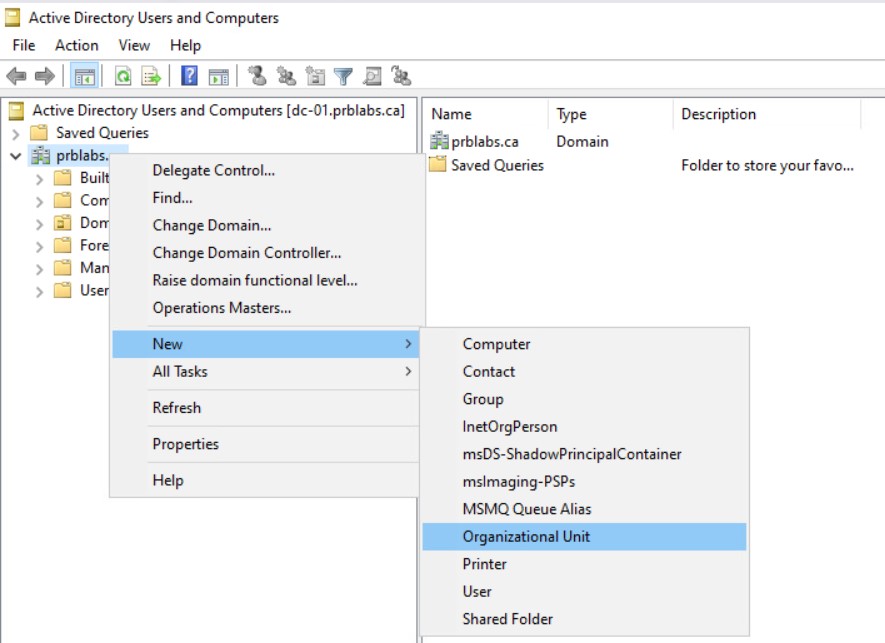 Active Directory Users and Computers
File Action View Help
Active Directory Users and Computers [dc-01.prblabs.ca]
Saved Queries
prblabs.
Built
Com
Dom
Fore
Man
User
Name Type Description
prblabs.ca Domain
Saved Queries Folder to store your favo...
Delegate Control...
Find...
Change Domain...
Change Domain Controller...
Raise domain functional level...
Operations Masters...
New
All Tasks
Refresh
Properties
Help
Computer
Contact
Group
InetOrgPerson
msDS-ShadowPrincipalContainer
msImaging-PSPs
MSMQ Queue Alias
Organizational Unit
Printer
User
Shared Folder